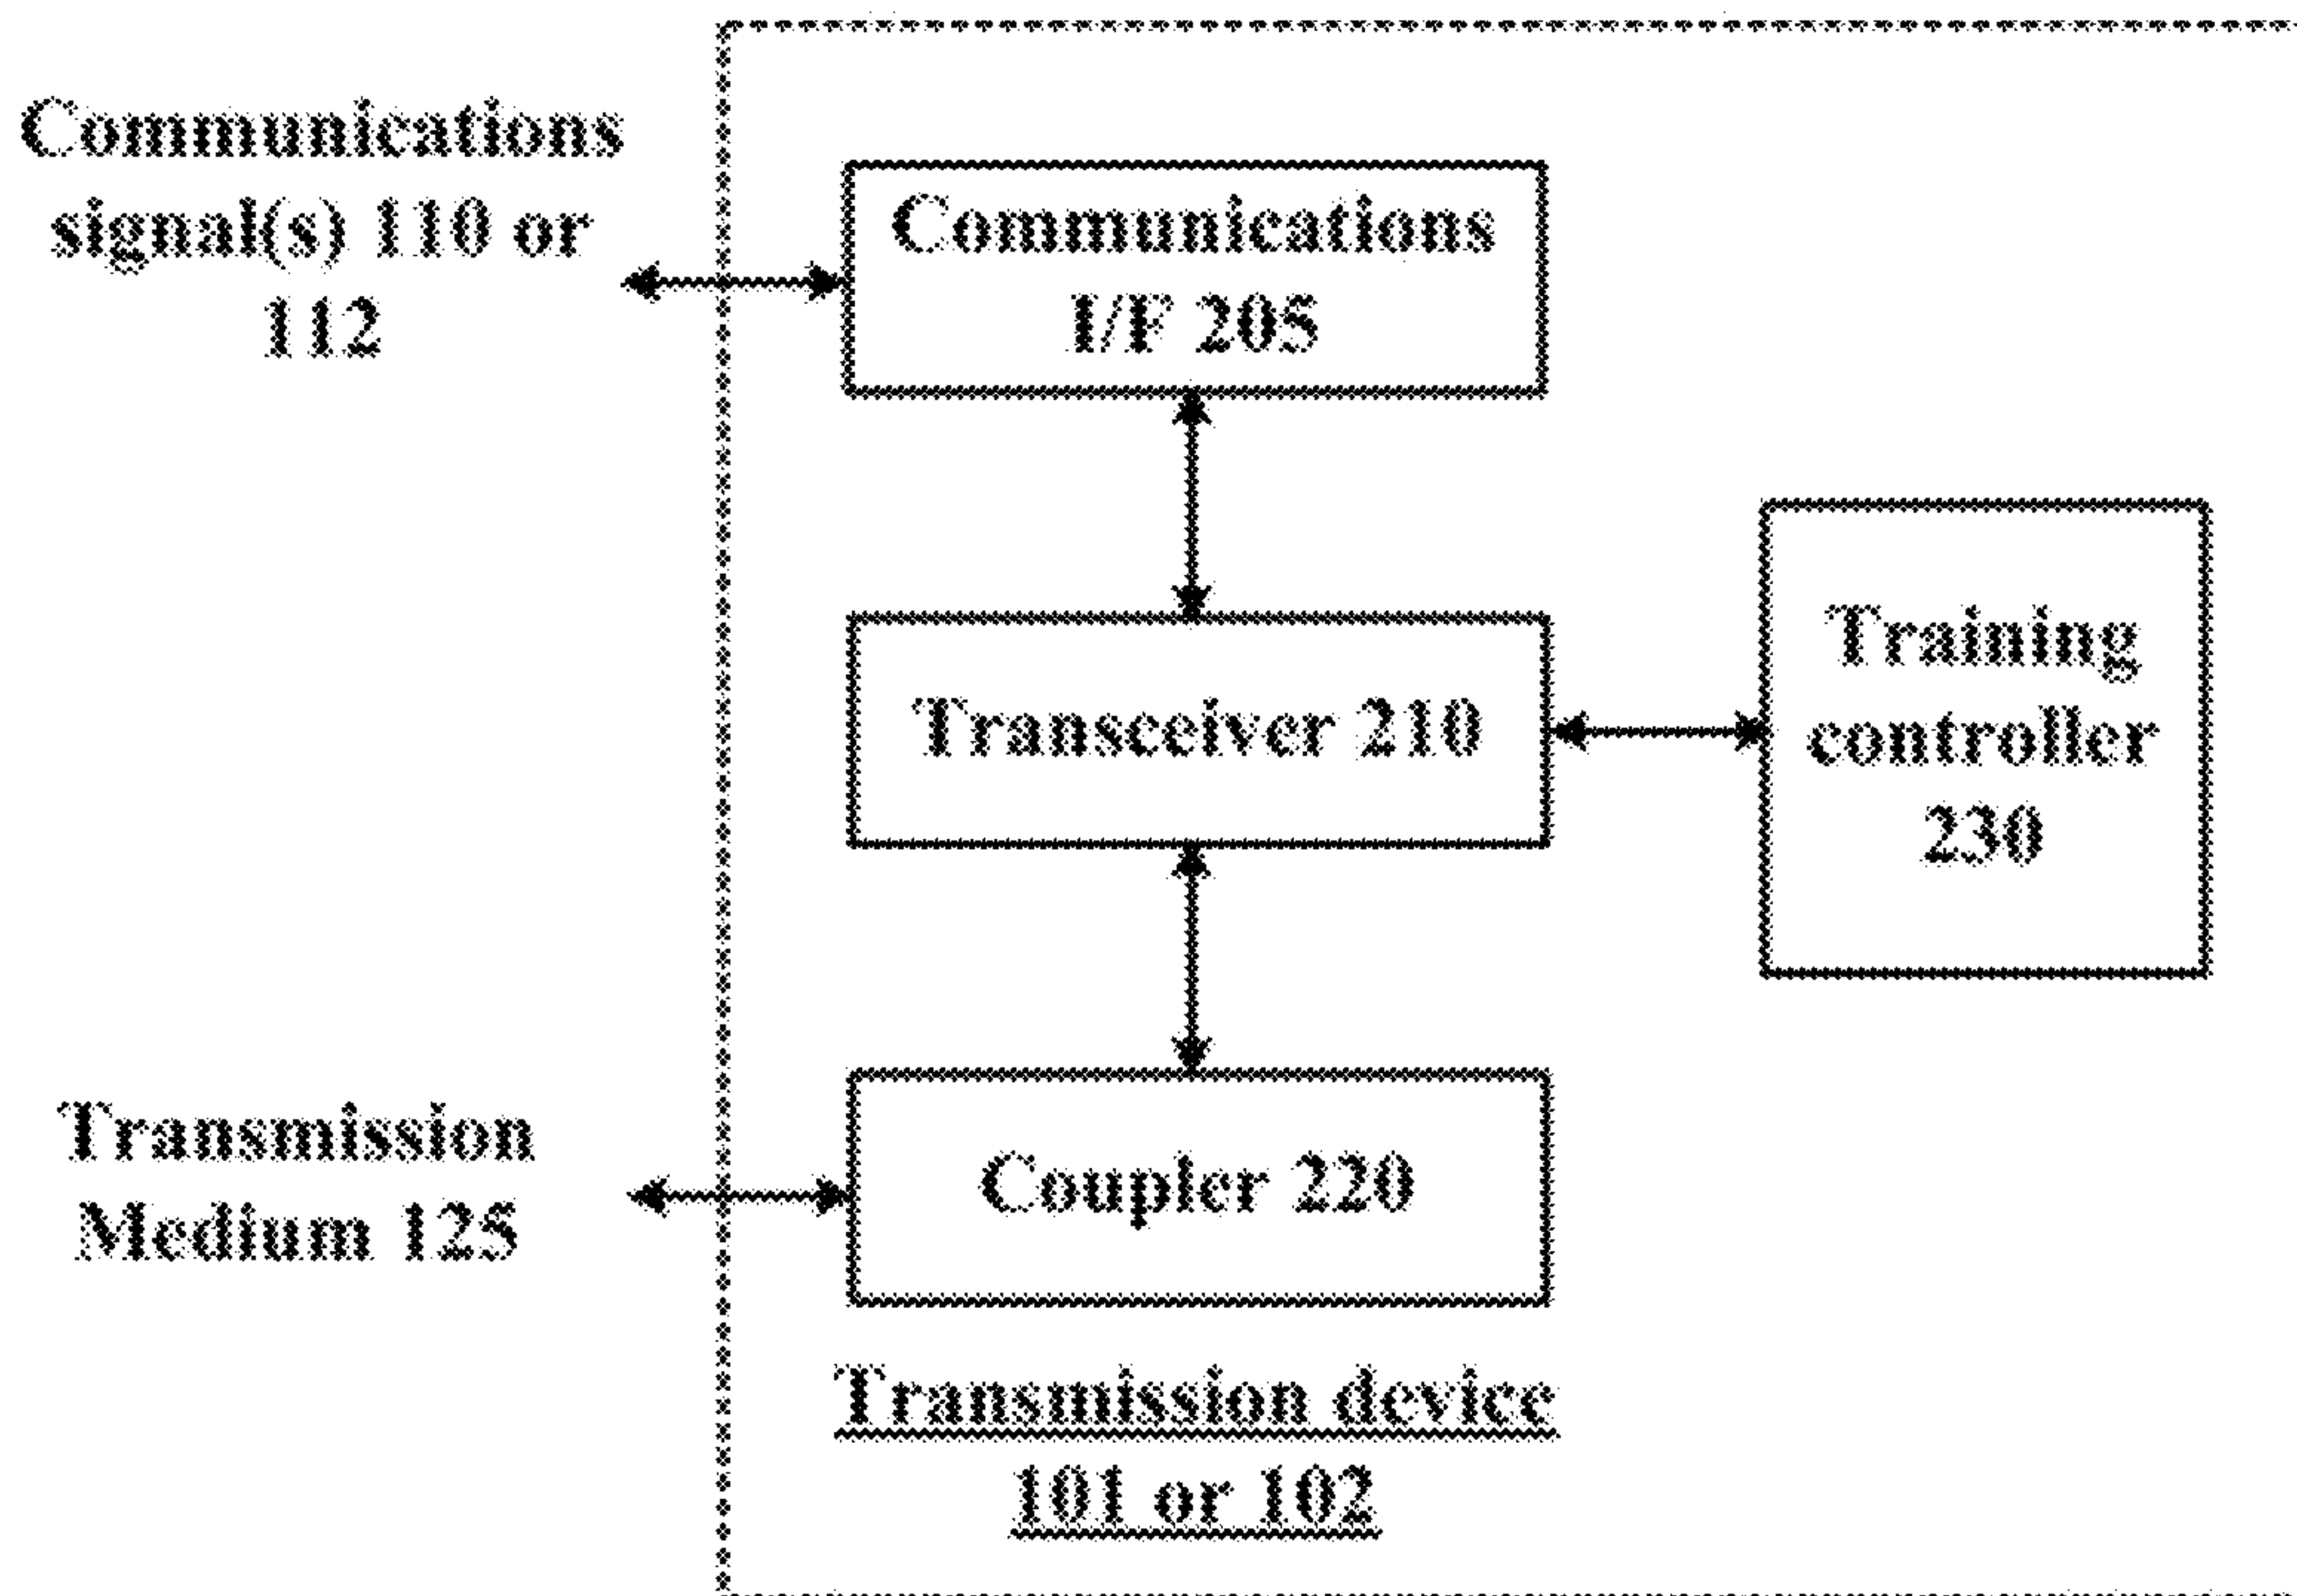 Communications
signal(s) 110 or
112
Communications
I/F 205
Transceiver 210
Training
controller
230
Transmission
Medium 125
Coupler 220
Transmission device
101 or 102